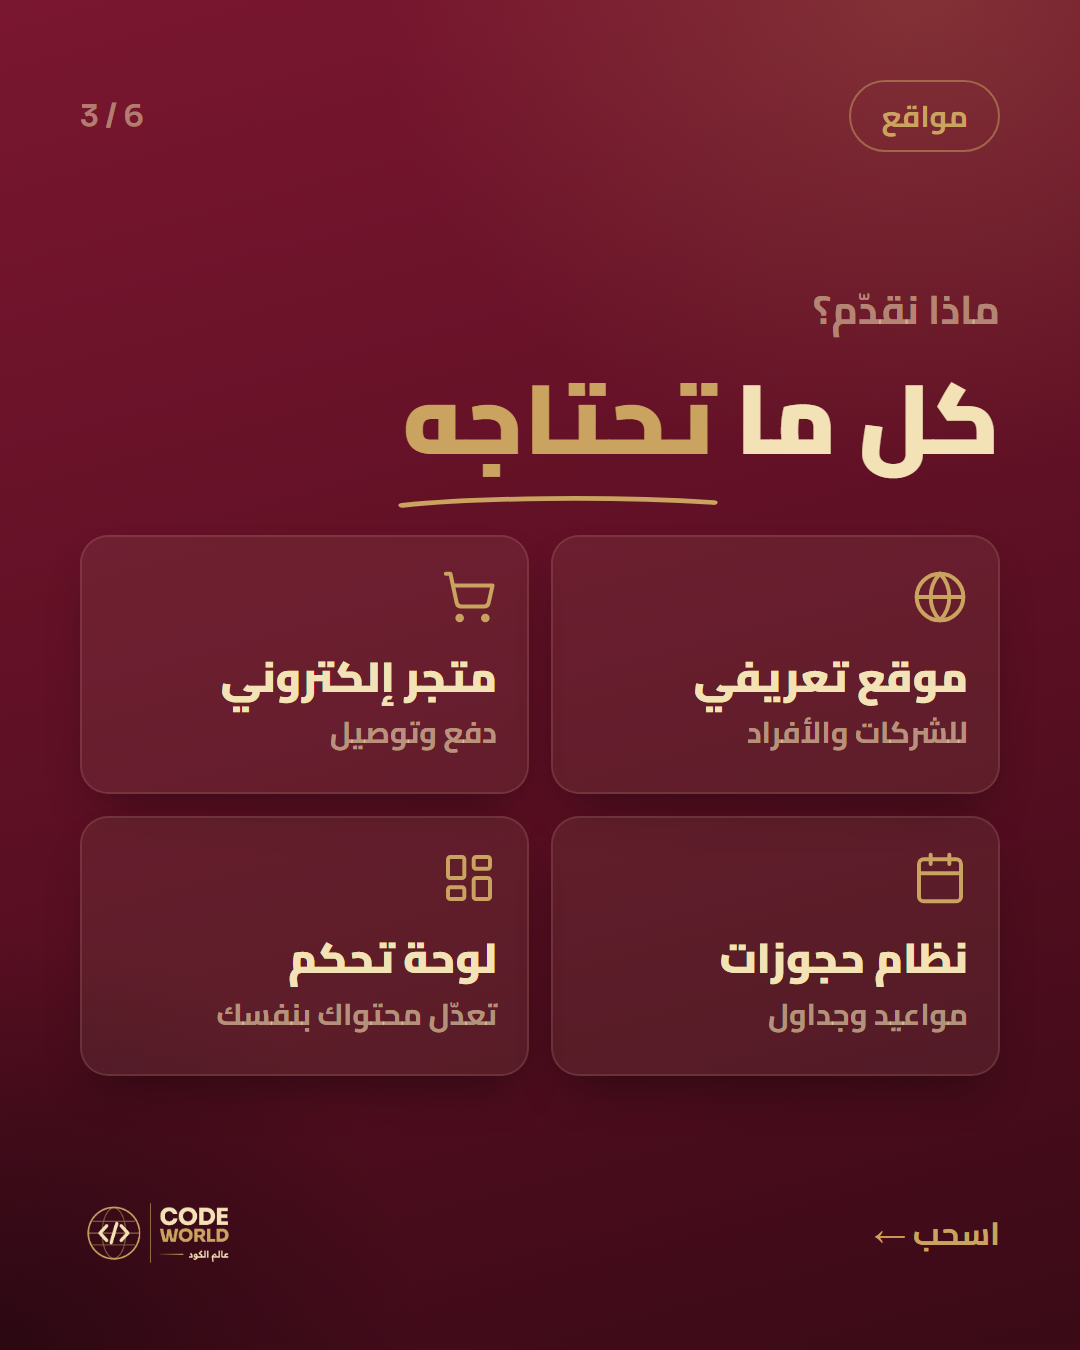 مواقع
3 / 6
ماذا نقدّم؟
كل ما تحتاجه
موقع تعريفي
للشركات والأفراد
متجر إلكتروني
دفع وتوصيل
نظام حجوزات
مواعيد وجداول
لوحة تحكم
تعدّل محتواك بنفسك
اسحب ←
CODE
WORLD
عالم الكود